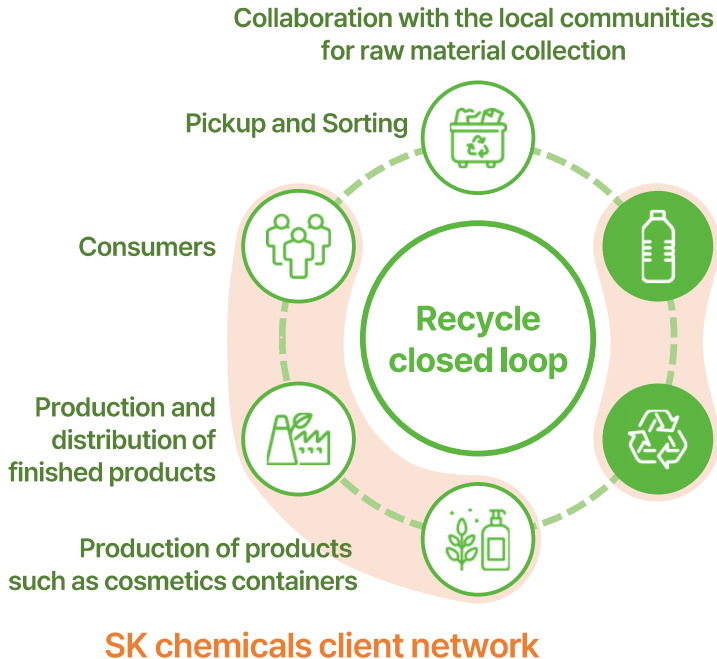 Collaboration with the local communities
for raw material collection
Pickup and Sorting
Consumers
Recycle
closed loop
Production and
distribution of
finished products
Production of products
such as cosmetics containers
SK chemicals client network